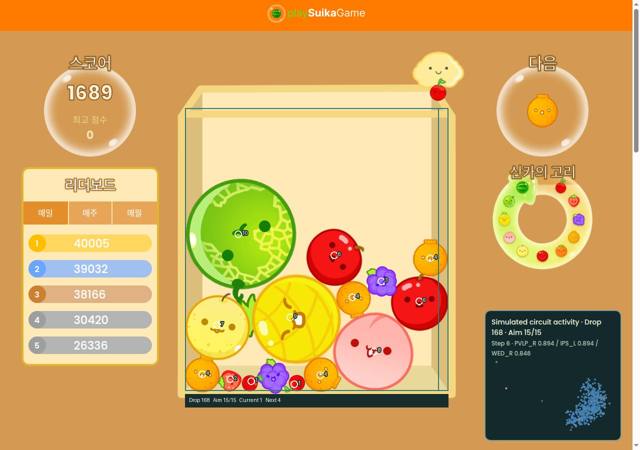 playSuikaGame
스코어
1689
최고 점수
0
다음
신카의 고리
리더보드
매일 매주 매월
1 40005
2 39032
3 38166
4 30420
5 26336
Simulated circuit activity · Drop
168 · Aim 15/15
Step 6 · PVLP_R 0.894 / IPS_L 0.894 /
WED_R 0.846
Drop 168 Aim 15/15 Current 1 Next 4